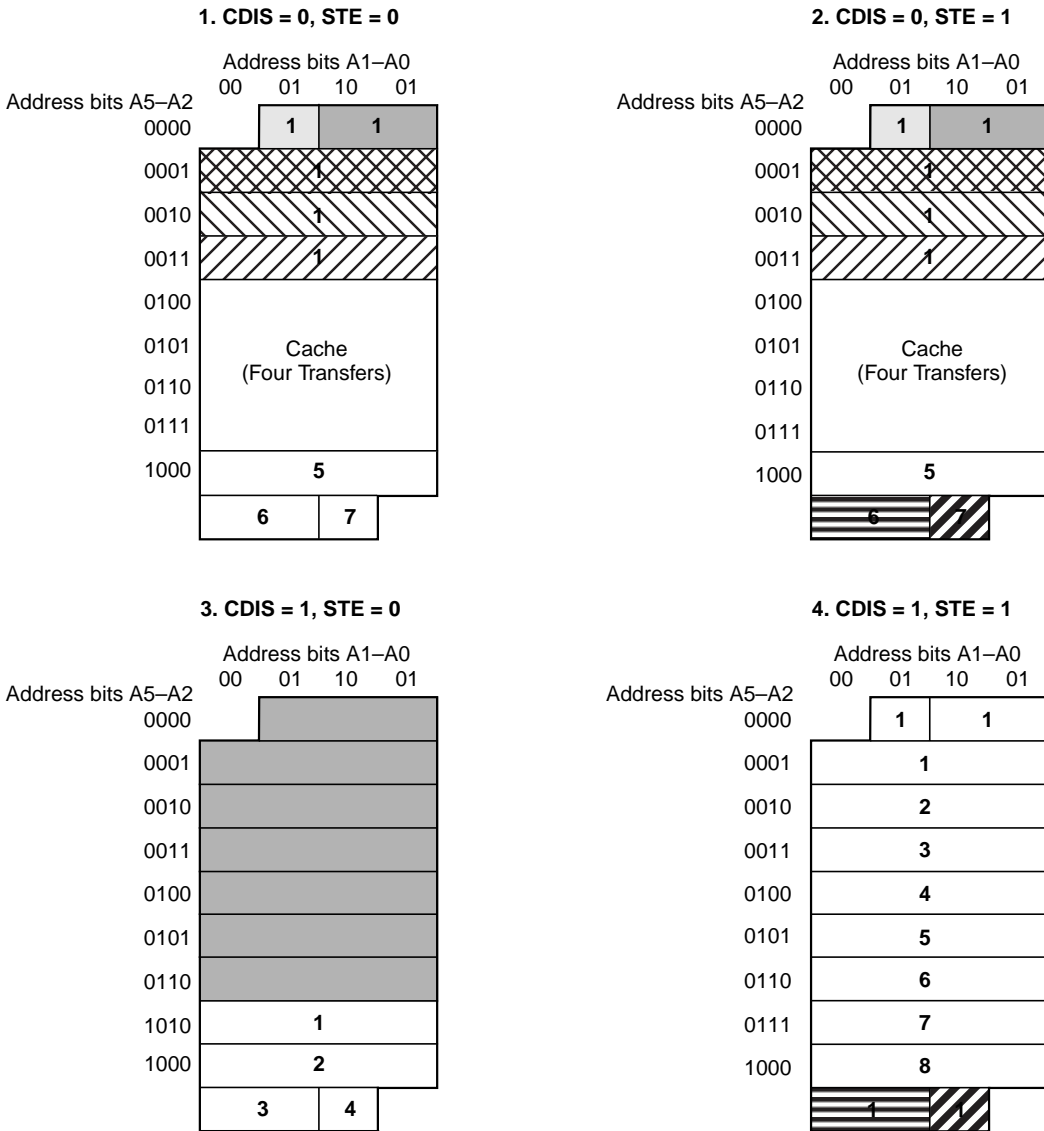 1. CDIS = 0, STE = 0
Address bits A1–A0
00 01 10 01
Address bits A5–A2
0000 1 1
0001 1
0010 1
0011 1
0100
0101 Cache
(Four Transfers)
0110
0111
1000 5
6 7
2. CDIS = 0, STE = 1
Address bits A1–A0
00 01 10 01
Address bits A5–A2
0000 1 1
0001 1
0010 1
0011 1
0100
0101 Cache
(Four Transfers)
0110
0111
1000 5
6 7
3. CDIS = 1, STE = 0
Address bits A1–A0
00 01 10 01
Address bits A5–A2
0000
0001
0010
0011
0100
0101
0110
1010 1
1000 2
3 4
4. CDIS = 1, STE = 1
Address bits A1–A0
00 01 10 01
Address bits A5–A2
0000 1 1
0001 1
0010 2
0011 3
0100 4
0101 5
0110 6
0111 7
1000 8
1 1